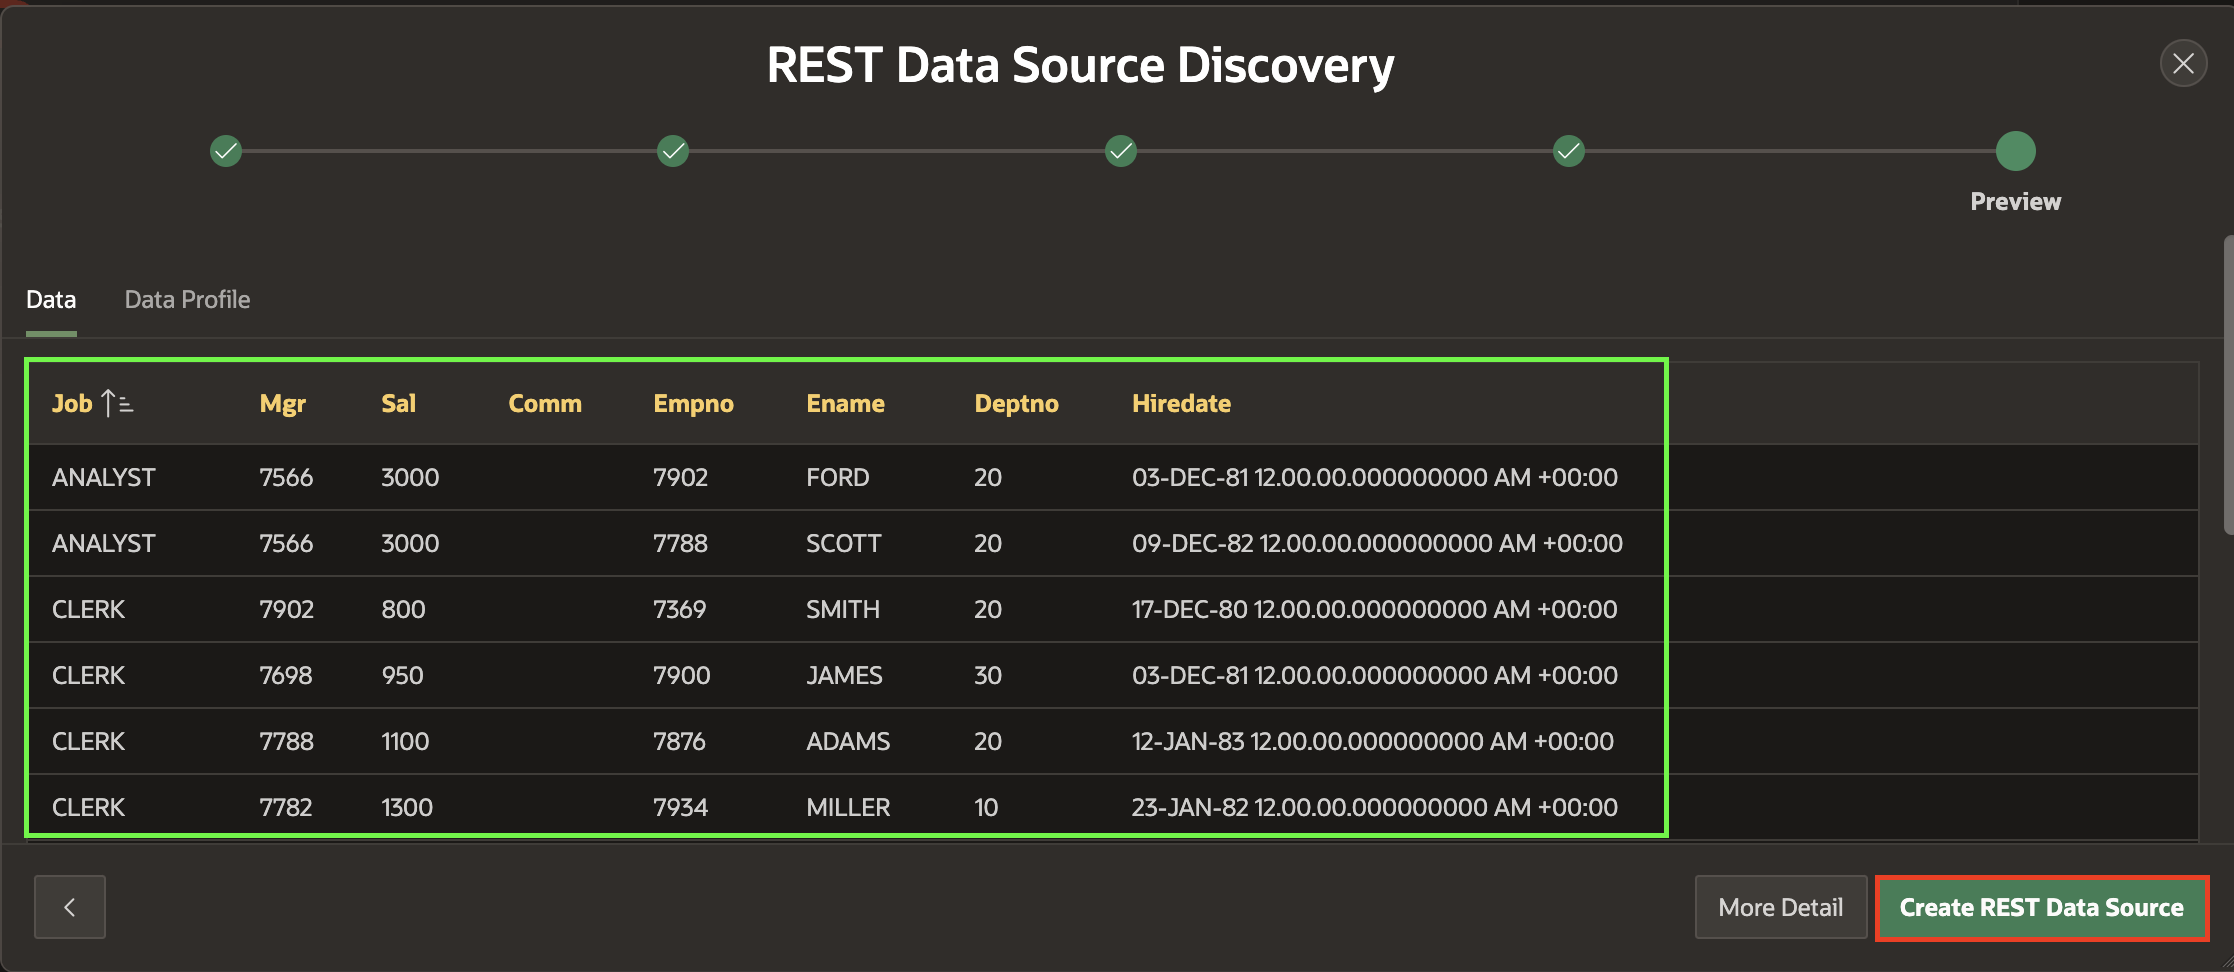 REST Data Source Discovery
Preview
Data Data Profile
Job Mgr Sal Comm Empno Ename Deptno Hiredate
ANALYST 7566 3000 7902 FORD 20 03-DEC-81 12.00.00.000000000 AM +00:00
ANALYST 7566 3000 7788 SCOTT 20 09-DEC-82 12.00.00.000000000 AM +00:00
CLERK 7902 800 7369 SMITH 20 17-DEC-80 12.00.00.000000000 AM +00:00
CLERK 7698 950 7900 JAMES 30 03-DEC-81 12.00.00.000000000 AM +00:00
CLERK 7788 1100 7876 ADAMS 20 12-JAN-83 12.00.00.000000000 AM +00:00
CLERK 7782 1300 7934 MILLER 10 23-JAN-82 12.00.00.000000000 AM +00:00
More Detail Create REST Data Source